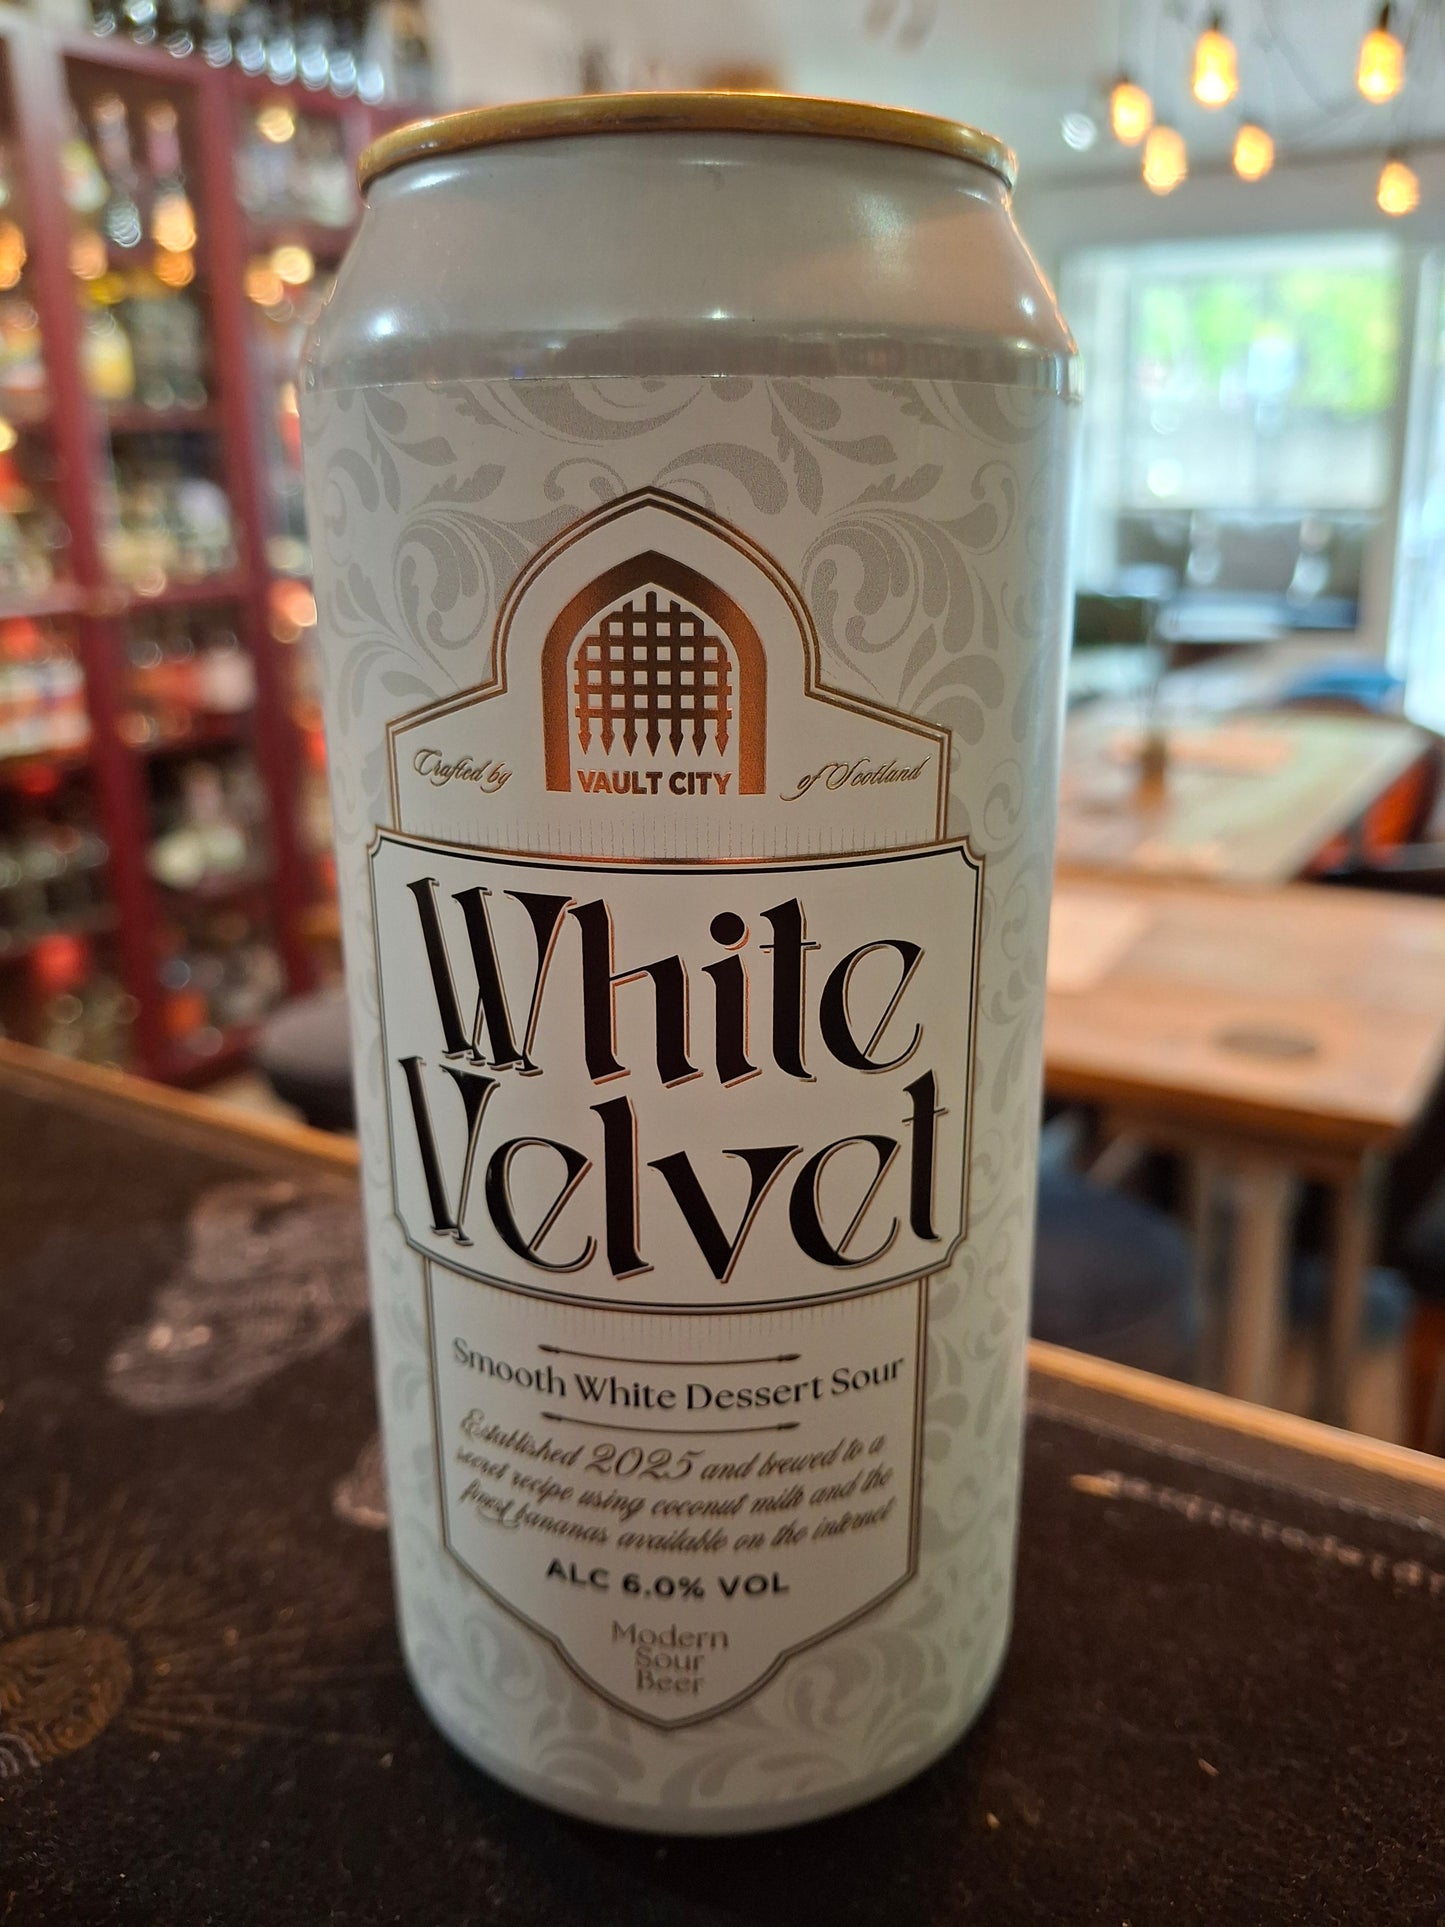 Crafted by
VAULT CITY
of Scotland
White
Velvet
Smooth White Dessert Sour
Established 2025 and brewed to a
secret recipe using coconut milk and the
finest bananas available on the internet
ALC 6.0% VOL
Modern
Sour
Beer